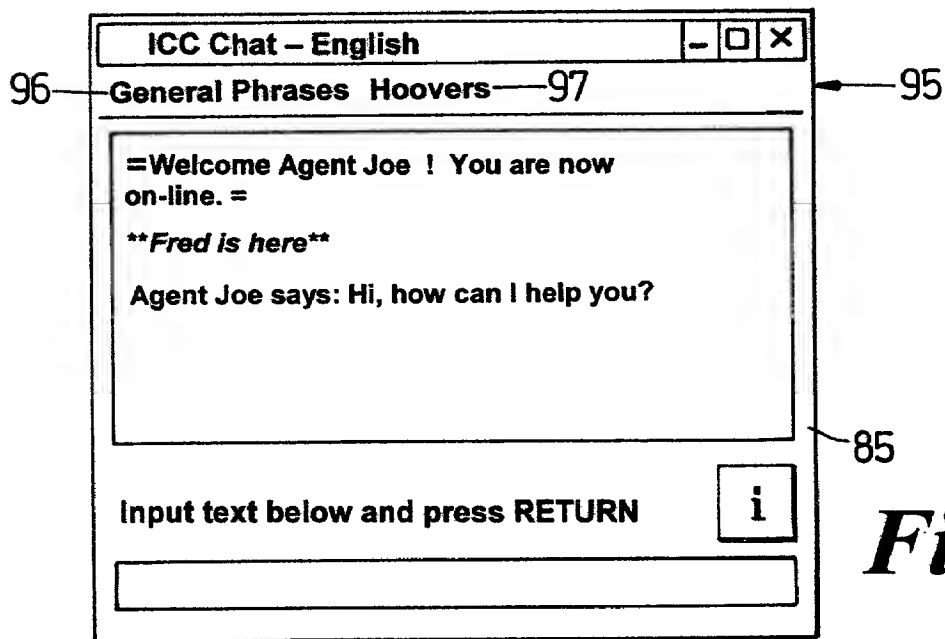 ICC Chat – English
96 General Phrases Hoovers 97 95
=Welcome Agent Joe ! You are now
on-line. =
**Fred is here**
Agent Joe says: Hi, how can I help you?
85
Input text below and press RETURN
i
Fi